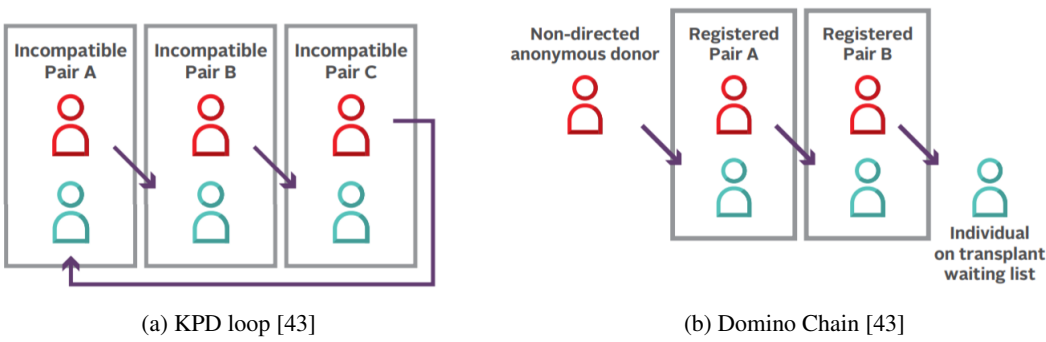 Incompatible
Pair A
Incompatible
Pair B
Incompatible
Pair C
(a) KPD loop [43]
Non-directed
anonymous donor
Registered
Pair A
Registered
Pair B
Individual
on transplant
waiting list
(b) Domino Chain [43]